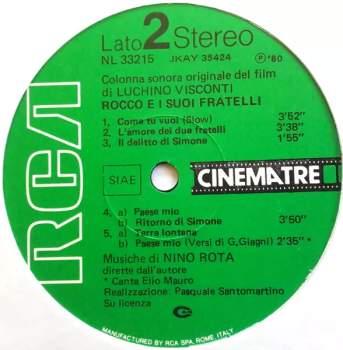 Lato 2 Stereo
NL 33215 JKAY 35424 ℗'80
Colonna sonora originale del film
di LUCHINO VISCONTI
ROCCO E I SUOI FRATELLI
1. Come tu vuoi (Slow) 3'52"
2. L'amore dei due fratelli 3'38"
3. Il delitto di Simone 1'55"
RCA
SIAE
CINEMATRE
4. a) Paese mio
b) Ritorno di Simone 3'50"
5. a) Terra lontana
b) Paese mio (Versi di G,Giagni) 2'35" *
Musiche di NINO ROTA
dirette dall'autore
* Canta Elio Mauro
Realizzazione: Pasquale Santomartino
Su licenza
MANUFACTURED BY RCA SPA, ROME, ITALY